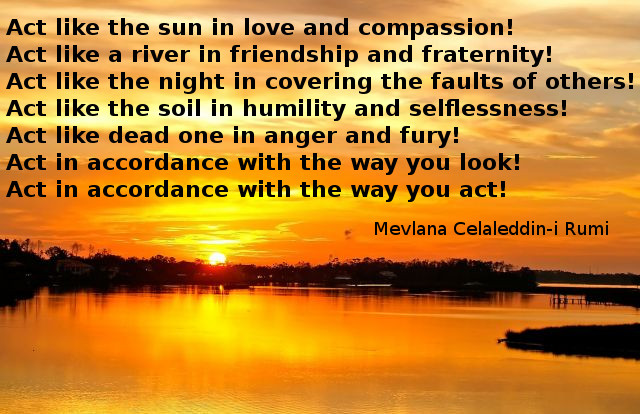 Act like the sun in love and compassion!
Act like a river in friendship and fraternity!
Act like the night in covering the faults of others!
Act like the soil in humility and selflessness!
Act like dead one in anger and fury!
Act in accordance with the way you look!
Act in accordance with the way you act!
Mevlana Celaleddin-i Rumi